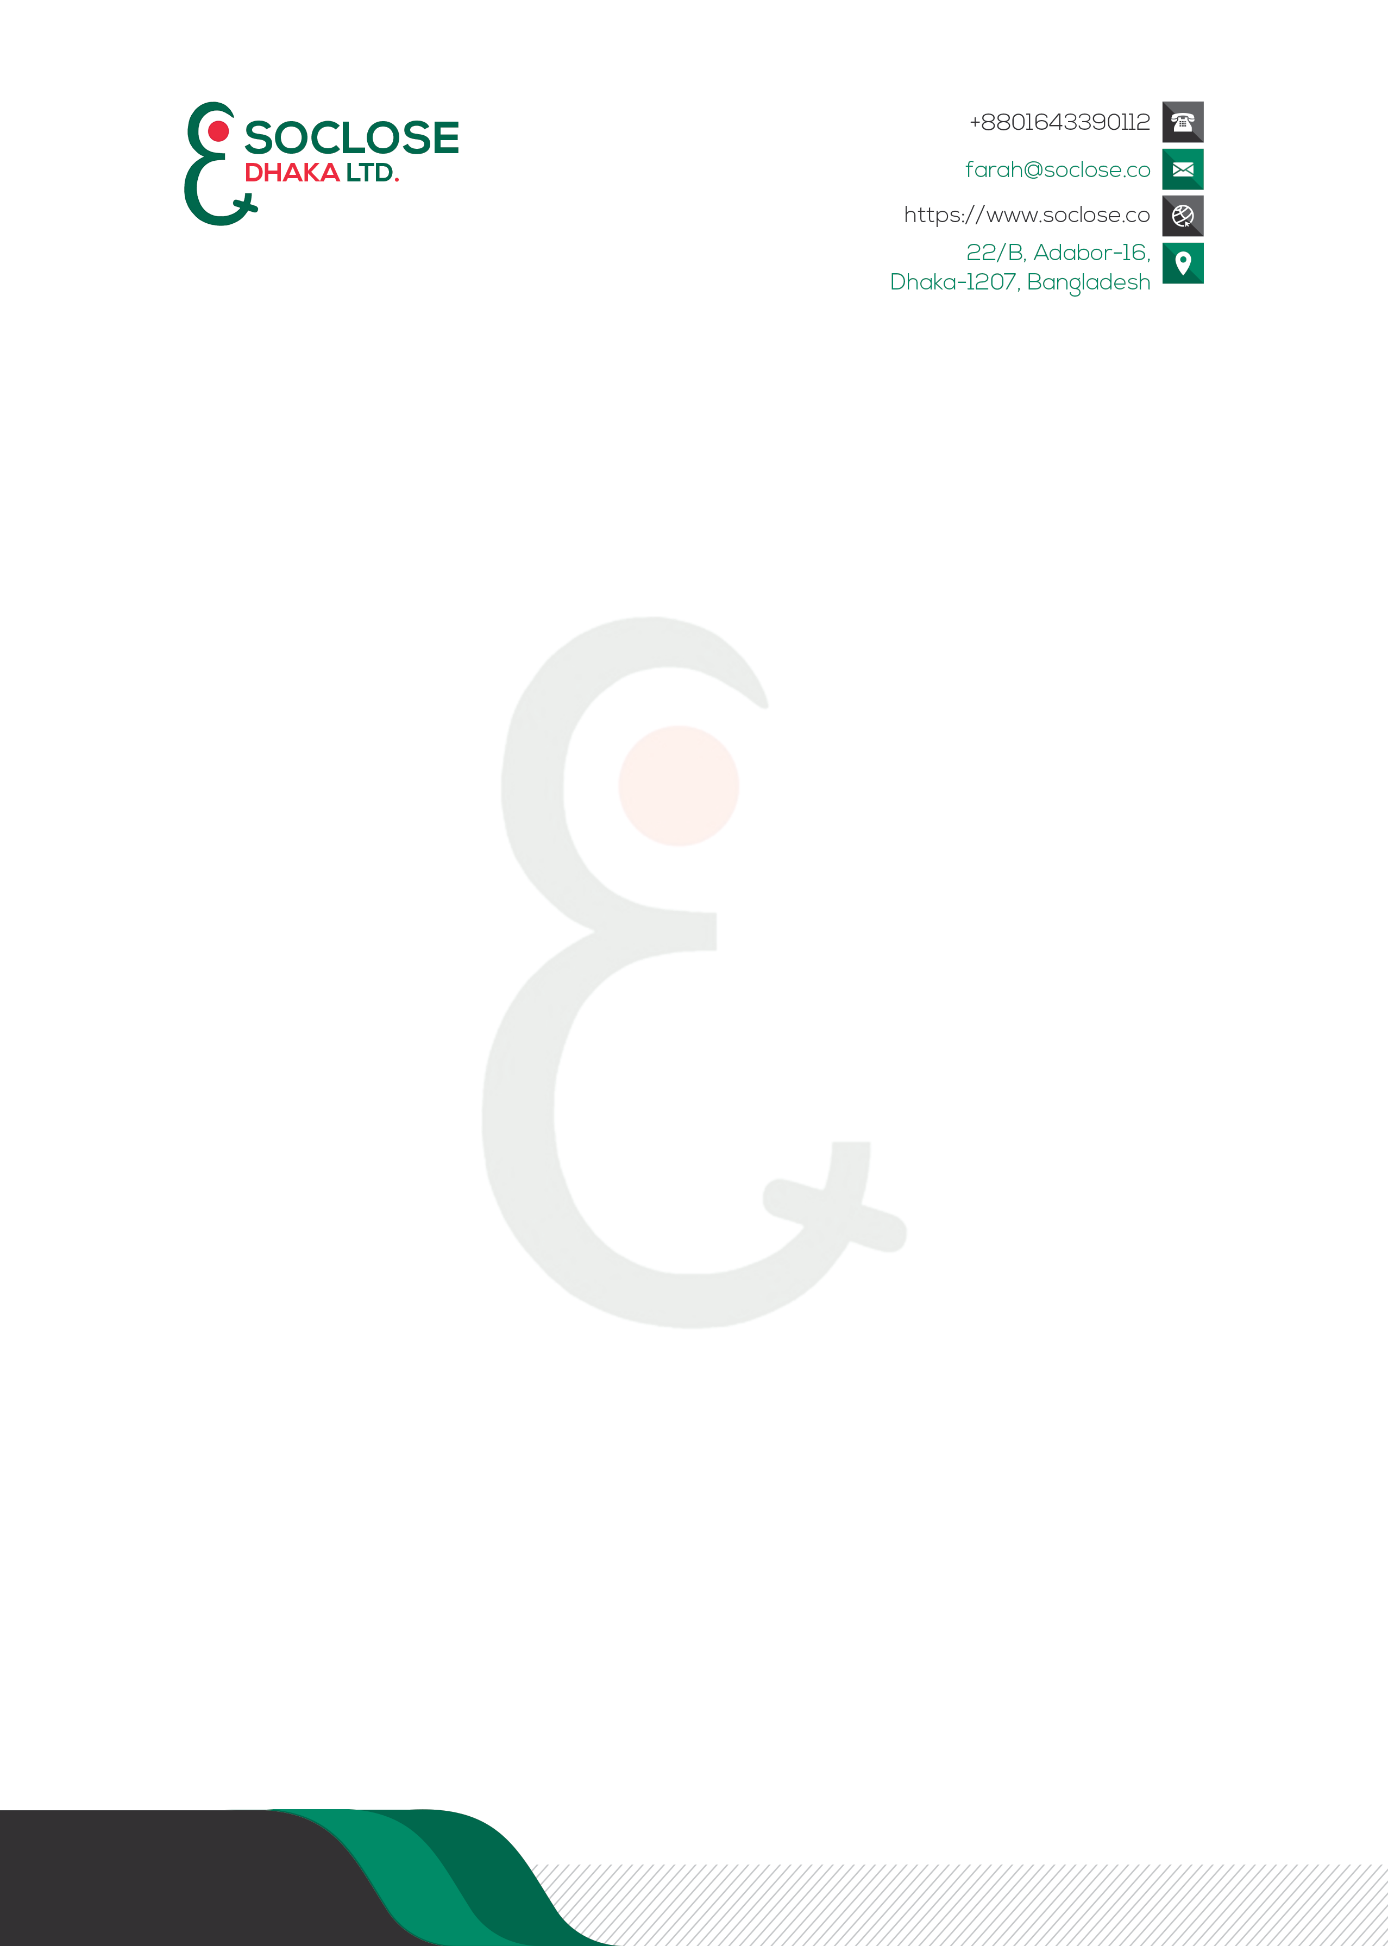 SOCLOSE
DHAKA LTD.
+8801643390112
farah@soclose.co
https://www.soclose.co
22/B, Adabor-16,
Dhaka-1207, Bangladesh